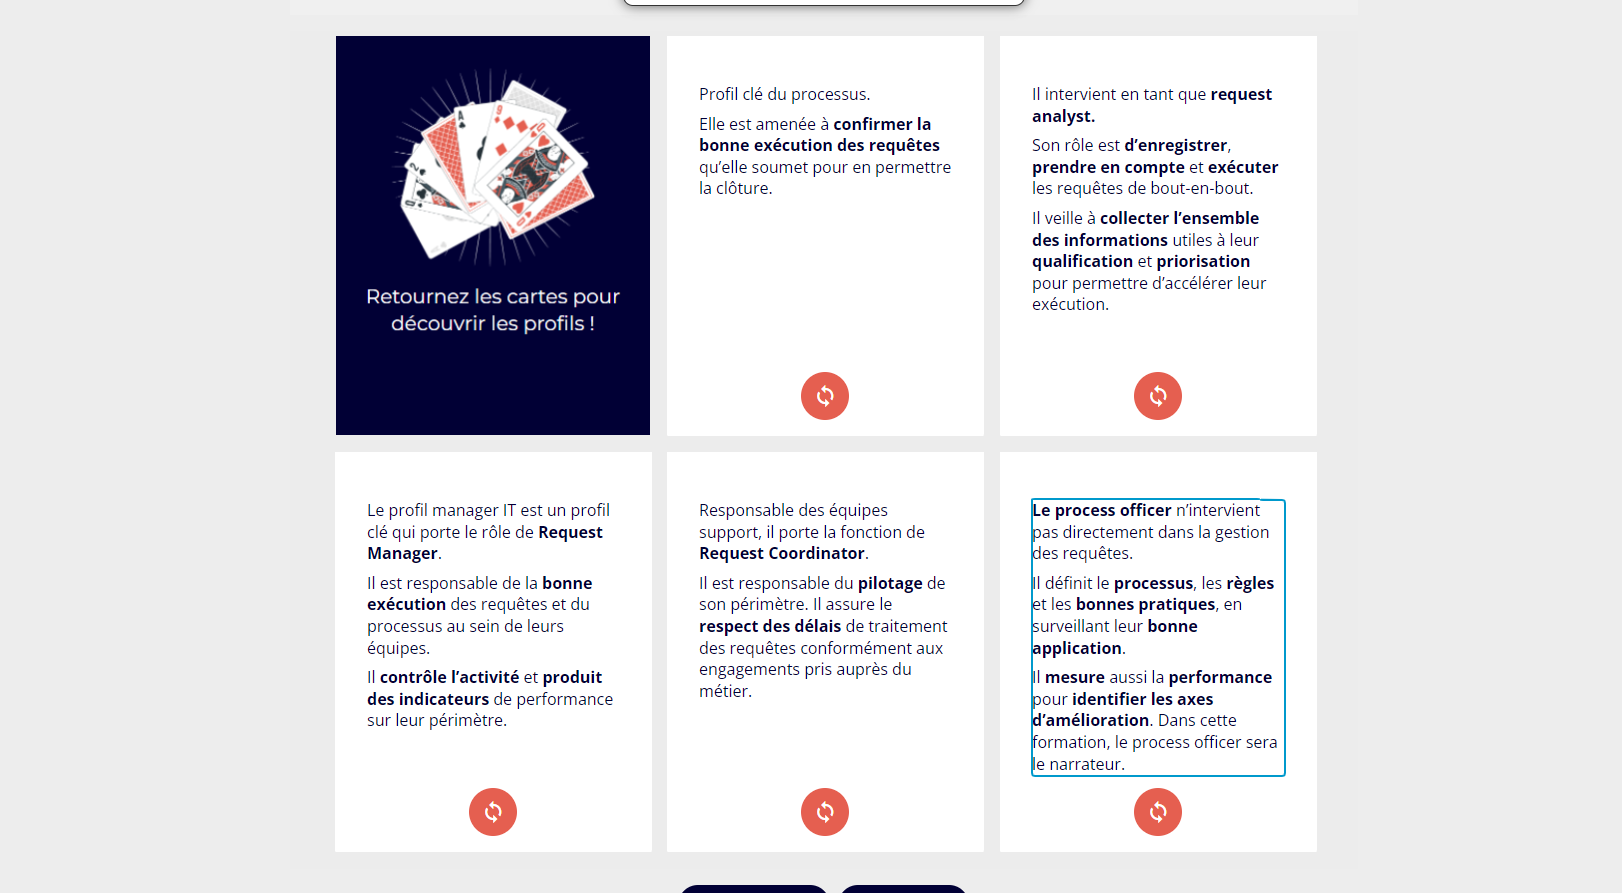 Retournez les cartes pour
découvrir les profils !
Profil clé du processus.
Elle est amenée à confirmer la
bonne exécution des requêtes
qu’elle soumet pour en permettre
la clôture.
Il intervient en tant que request
analyst.
Son rôle est d’enregistrer,
prendre en compte et exécuter
les requêtes de bout-en-bout.
Il veille à collecter l’ensemble
des informations utiles à leur
qualification et priorisation
pour permettre d’accélérer leur
exécution.
Le profil manager IT est un profil
clé qui porte le rôle de Request
Manager.
Il est responsable de la bonne
exécution des requêtes et du
processus au sein de leurs
équipes.
Il contrôle l’activité et produit
des indicateurs de performance
sur leur périmètre.
Responsable des équipes
support, il porte la fonction de
Request Coordinator.
Il est responsable du pilotage de
son périmètre. Il assure le
respect des délais de traitement
des requêtes conformément aux
engagements pris auprès du
métier.
Le process officer n’intervient
pas directement dans la gestion
des requêtes.
Il définit le processus, les règles
et les bonnes pratiques, en
surveillant leur bonne
application.
Il mesure aussi la performance
pour identifier les axes
d’amélioration. Dans cette
formation, le process officer sera
le narrateur.